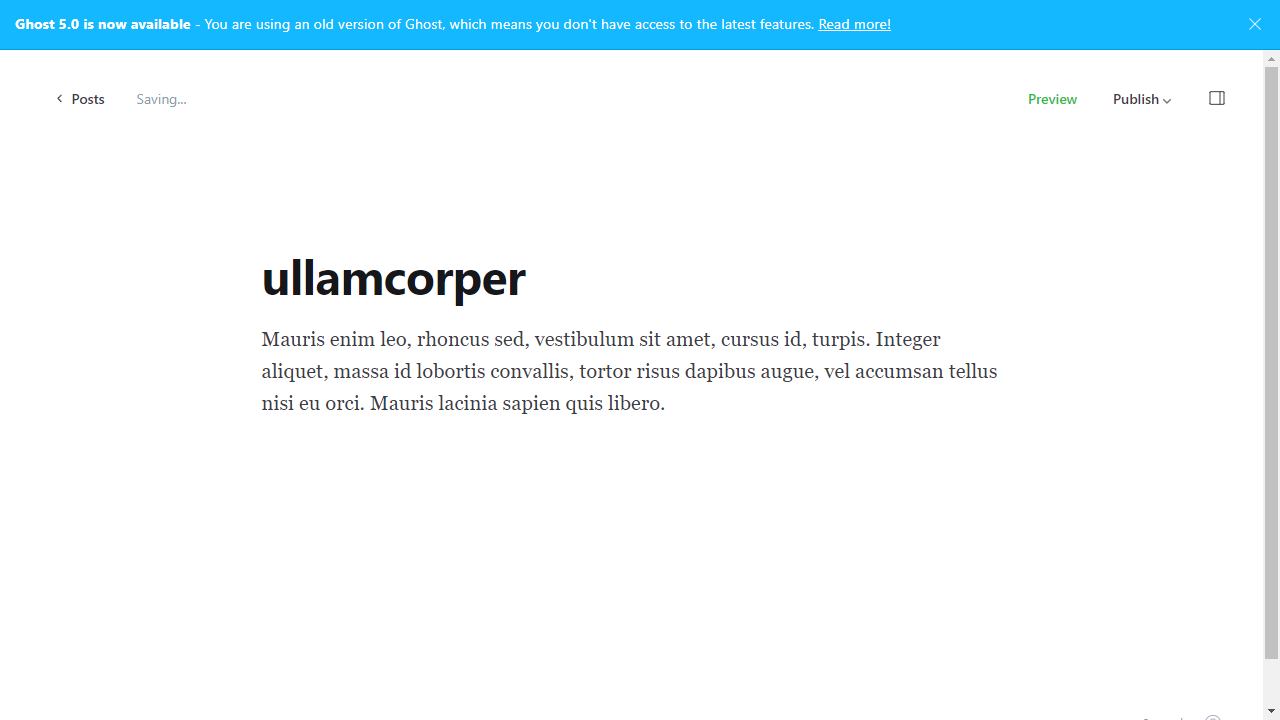 Ghost 5.0 is now available - You are using an old version of Ghost, which means you don't have access to the latest features. Read more!
Posts
Saving...
Preview
Publish
ullamcorper
Mauris enim leo, rhoncus sed, vestibulum sit amet, cursus id, turpis. Integer
aliquet, massa id lobortis convallis, tortor risus dapibus augue, vel accumsan tellus
nisi eu orci. Mauris lacinia sapien quis libero.